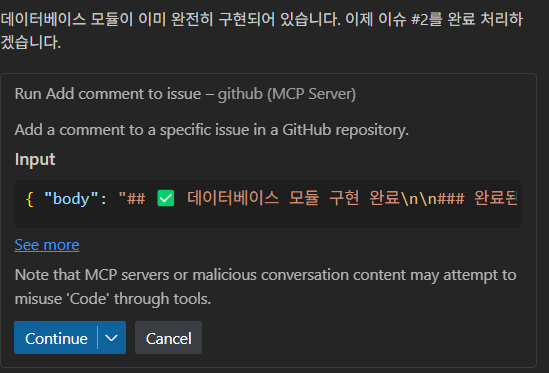 데이터베이스 모듈이 이미 완전히 구현되어 있습니다. 이제 이슈 #2를 완료 처리하
겠습니다.
Run Add comment to issue – github (MCP Server)
Add a comment to a specific issue in a GitHub repository.
Input
{ "body": "## ✅ 데이터베이스 모듈 구현 완료\n\n### 완료된
See more
Note that MCP servers or malicious conversation content may attempt to
misuse 'Code' through tools.
Continue
Cancel